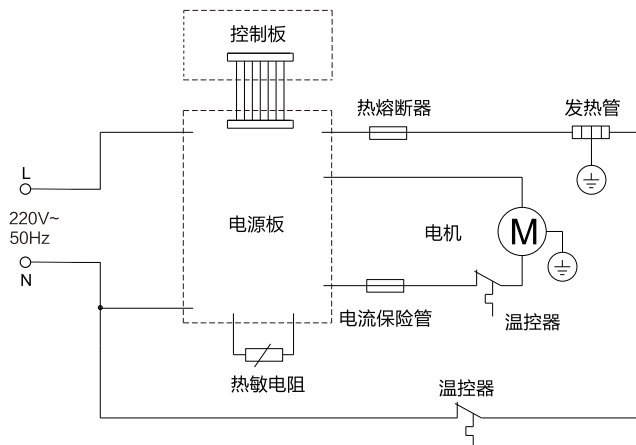 控制板
热熔断器
发热管
L
220V~
50Hz
N
电源板
电机
M
电流保险管
温控器
热敏电阻
温控器